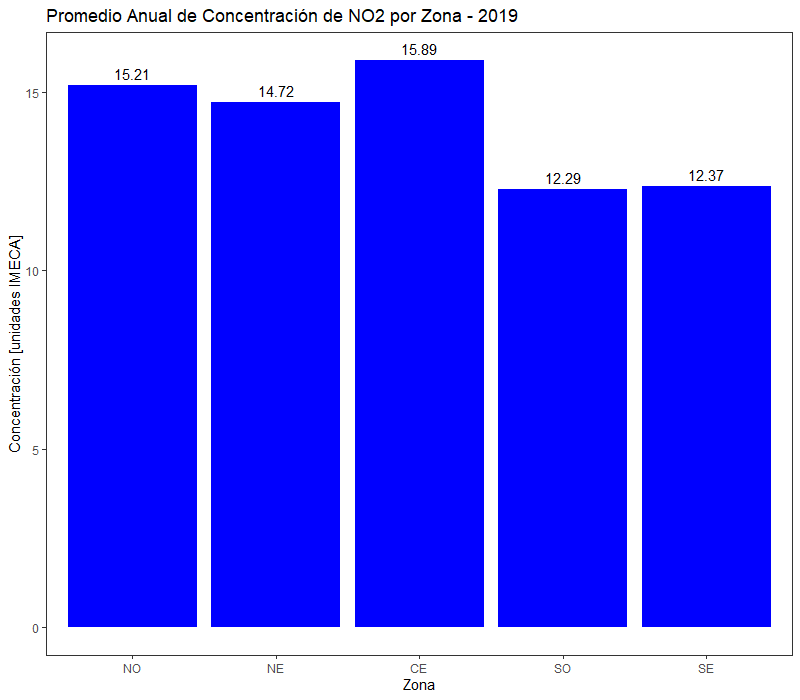 Promedio Anual de Concentración de NO2 por Zona - 2019
15.89
15.21
14.72
12.29
12.37
15
10
5
0
Concentración [unidades IMECA]
NO NE CE SO SE
Zona